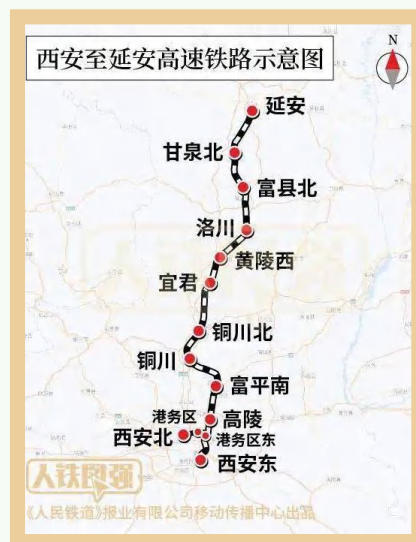 西安至延安高速铁路示意图
N
延安
甘泉北
富县北
洛川
黄陵西
宜君
铜川北
铜川
富平南
高陵
港务区
西安北
港务区东
西安东
人铁图强
《人民铁道》报业有限公司移动传播中心出品